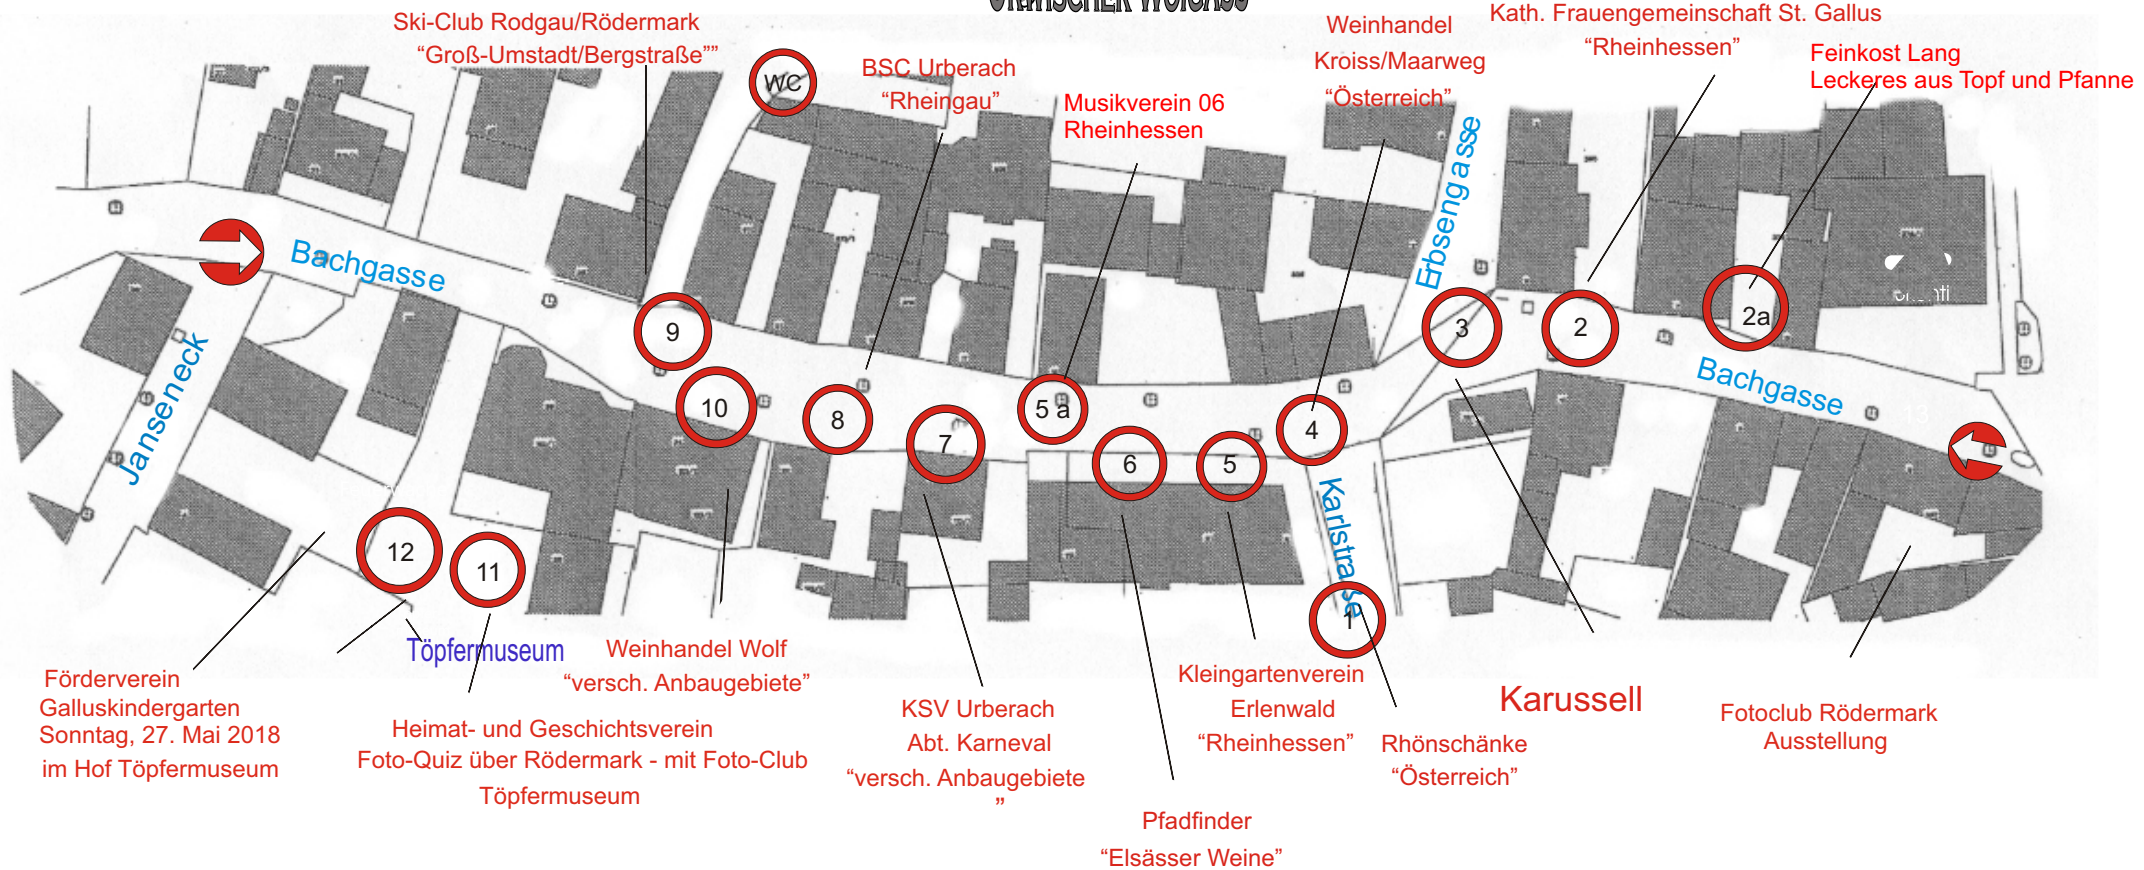 Ski-Club Rodgau/Rödermark
“Groß-Umstadt/Bergstraße””
WC
BSC Urberach
“Rheingau”
Musikverein 06
Rheinhessen
Weinhandel
Kroiss/Maarweg
“Österreich”
Kath. Frauengemeinschaft St. Gallus
“Rheinhessen”
Feinkost Lang
Leckeres aus Topf und Pfanne
Erbsengasse
Bachgasse
Janseneck
9
10
8
7
5 a
6
5
4
3
2
2a
Bachgasse
Karlstraße
1
12
11
Töpfermuseum
Förderverein
Galluskindergarten
Sonntag, 27. Mai 2018
im Hof Töpfermuseum
Heimat- und Geschichtsverein
Foto-Quiz über Rödermark - mit Foto-Club
Töpfermuseum
Weinhandel Wolf
“versch. Anbaugebiete”
KSV Urberach
Abt. Karneval
“versch. Anbaugebiete
”
Pfadfinder
“Elsässer Weine”
Kleingartenverein
Erlenwald
“Rheinhessen”
Rhönschänke
“Österreich”
Karussell
Fotoclub Rödermark
Ausstellung